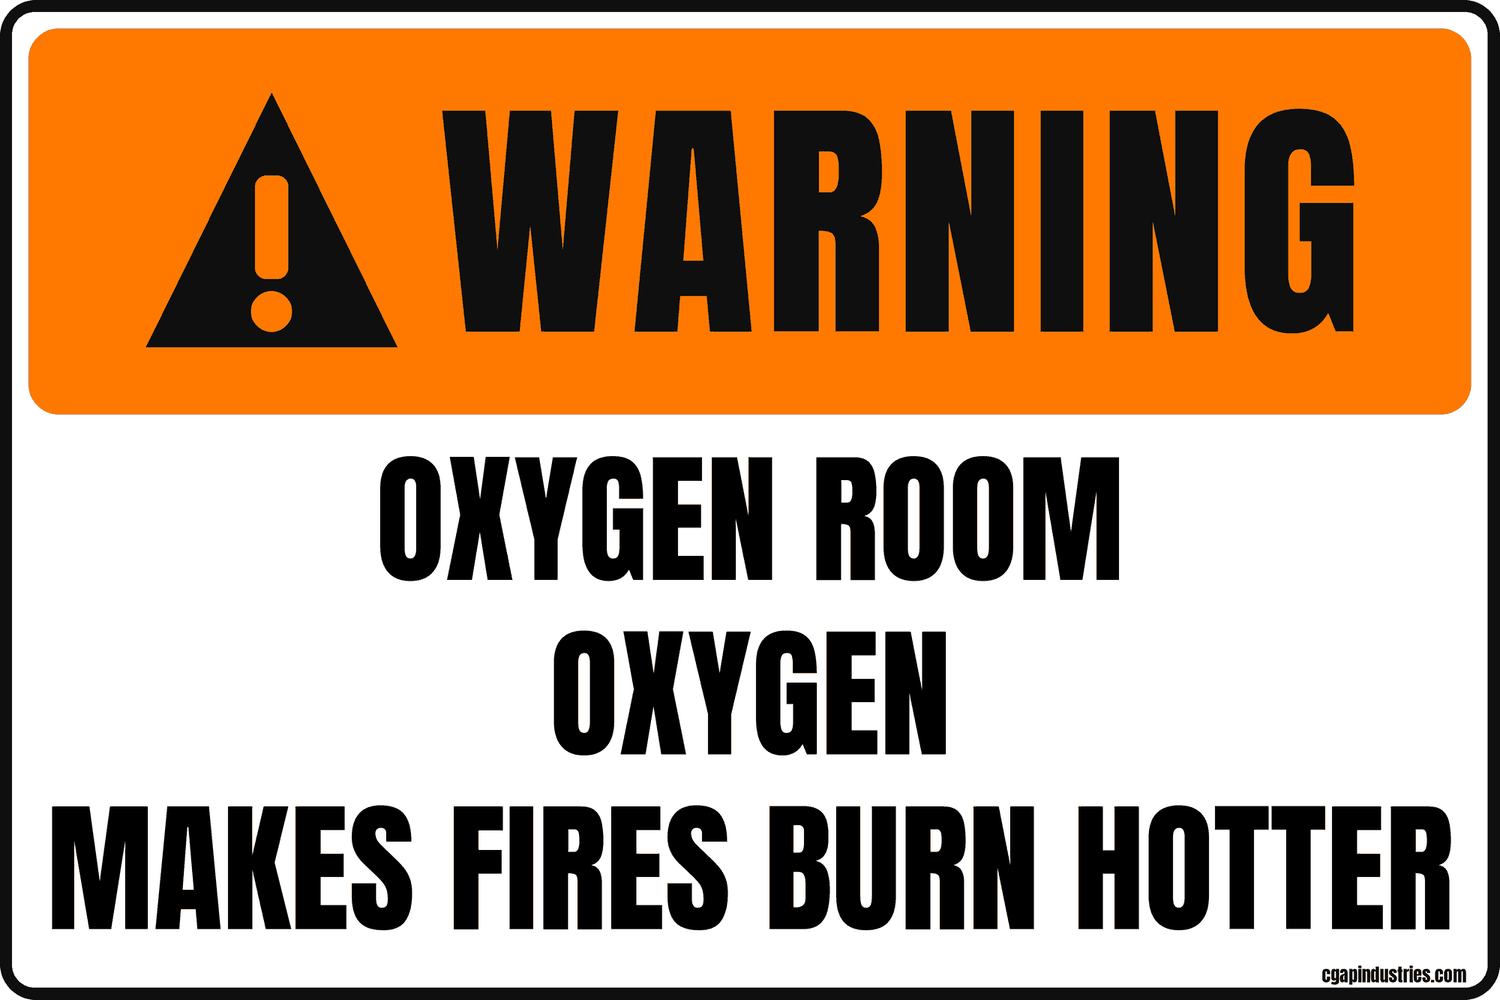 WARNING
OXYGEN ROOM
OXYGEN
MAKES FIRES BURN HOTTER
cgapindustries.com